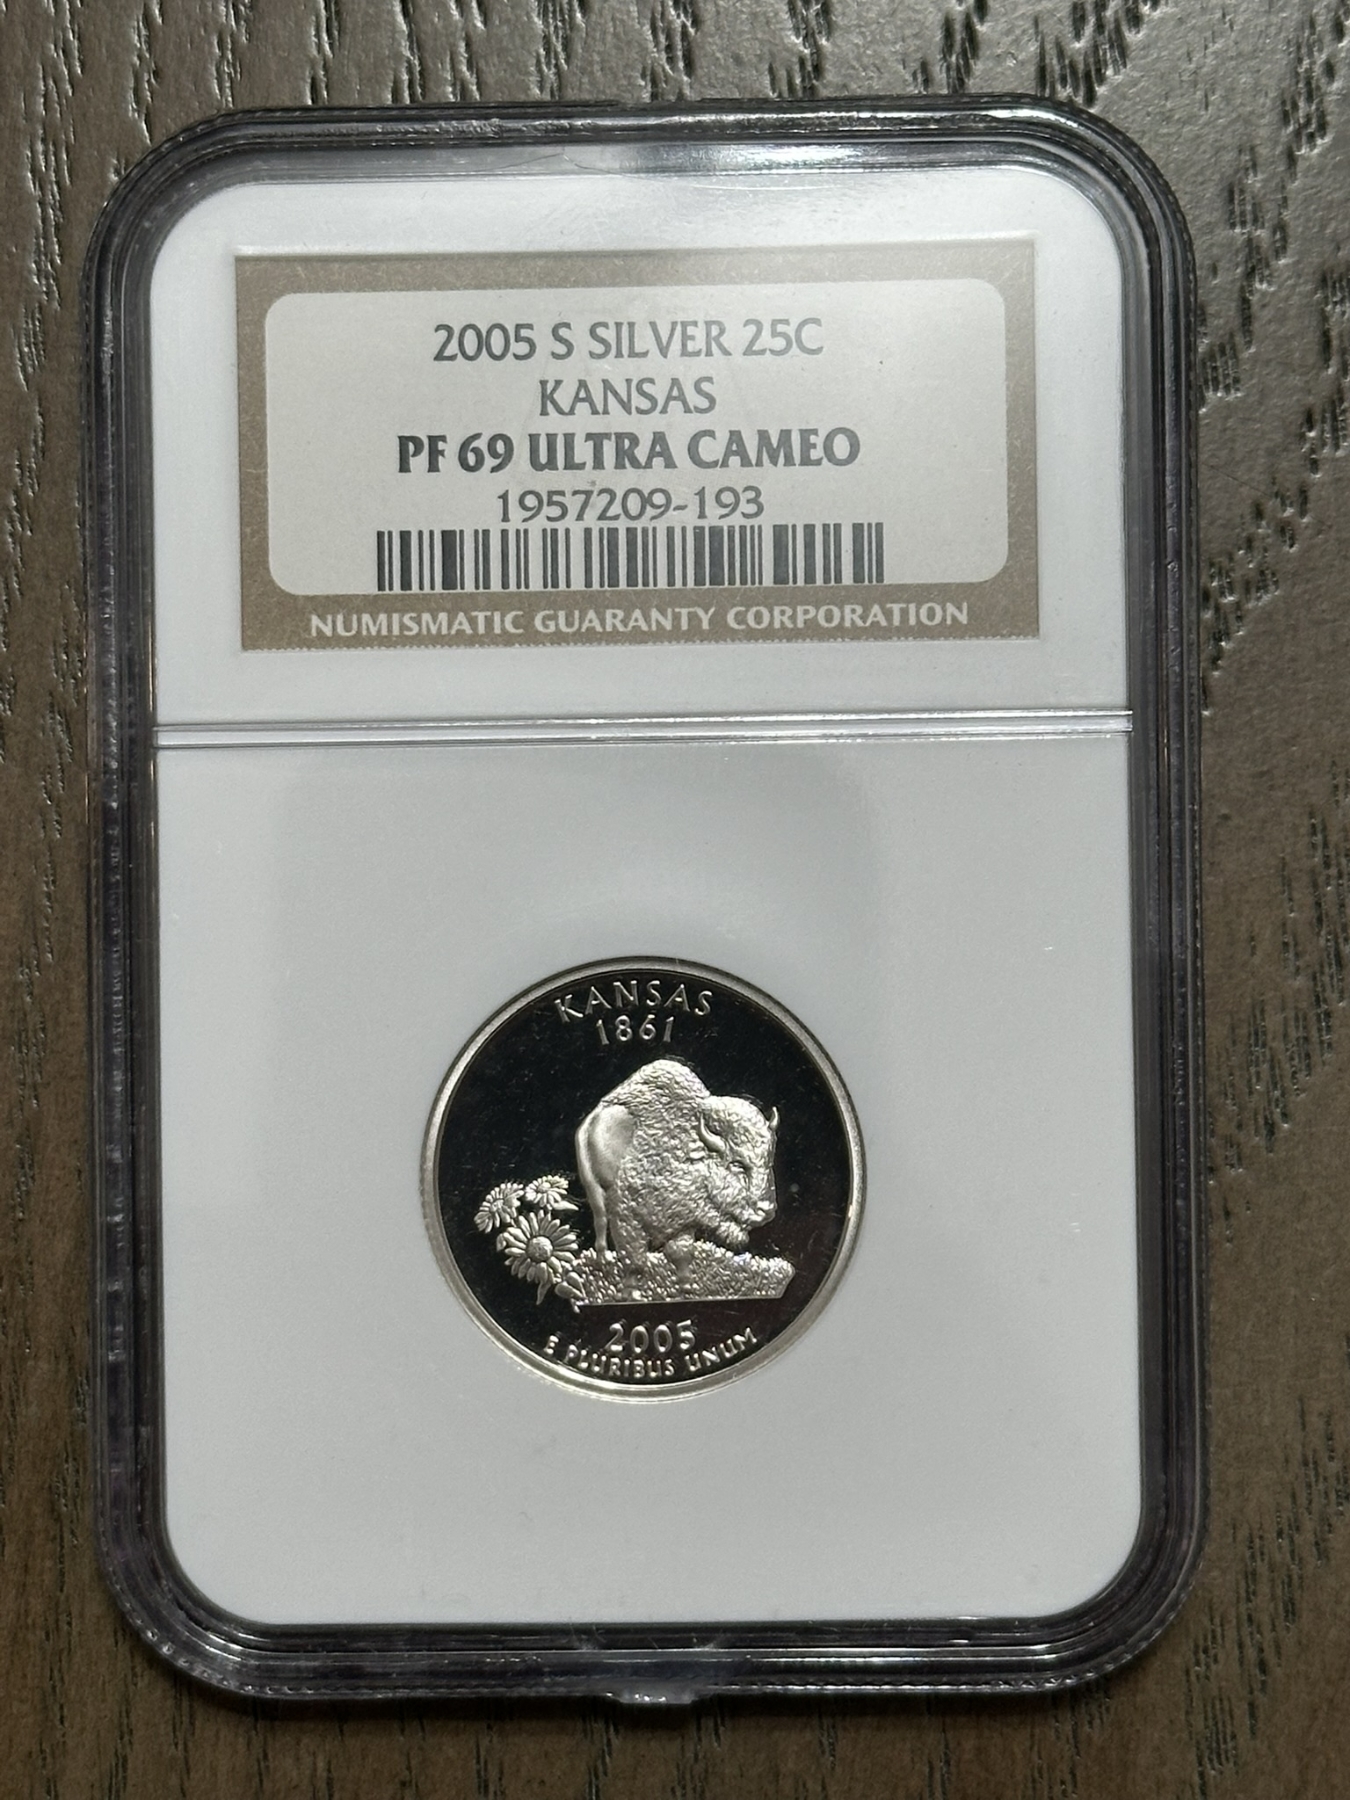 2005 S SILVER 25C
KANSAS
PF 69 ULTRA CAMEO
1957209-193
NUMISMATIC GUARANTY CORPORATION
KANSAS
1861
2005
E PLURIBUS UNUM